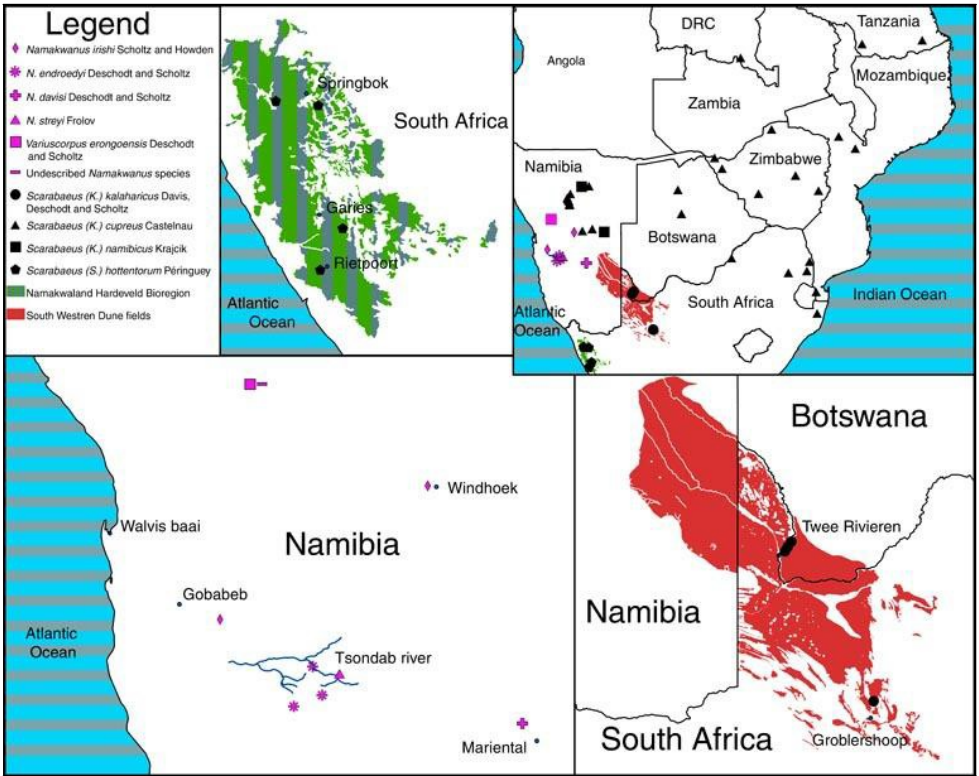 Legend
Namakwanus irishi Scholtz and Howden
N. endroedyi Deschodt and Scholtz
N. davisi Deschodt and Scholtz
N. streyi Frolov
Variuscorpus erongoensis Deschodt
and Scholtz
Undescribed Namakwanus species
Scarabaeus (K.) kalaharicus Davis,
Deschodt and Scholtz
Scarabaeus (K.) cupreus Castelnau
Scarabaeus (K.) namibicus Krajcik
Scarabaeus (S.) hottentorum Péringuey
Namakwaland Hardeveld Bioregion
South Westren Dune fields
Springbok
South Africa
Garies
Rietpoort
Atlantic
Ocean
DRC
Tanzania
Angola
Mozambique
Zambia
Namibia
Zimbabwe
Botswana
South Africa
Indian Ocean
Atlantic
Ocean
Windhoek
Walvis baai
Namibia
Gobabeb
Atlantic
Ocean
Tsondab river
Mariental
Botswana
Twee Rivieren
Namibia
South Africa
Groblershoop